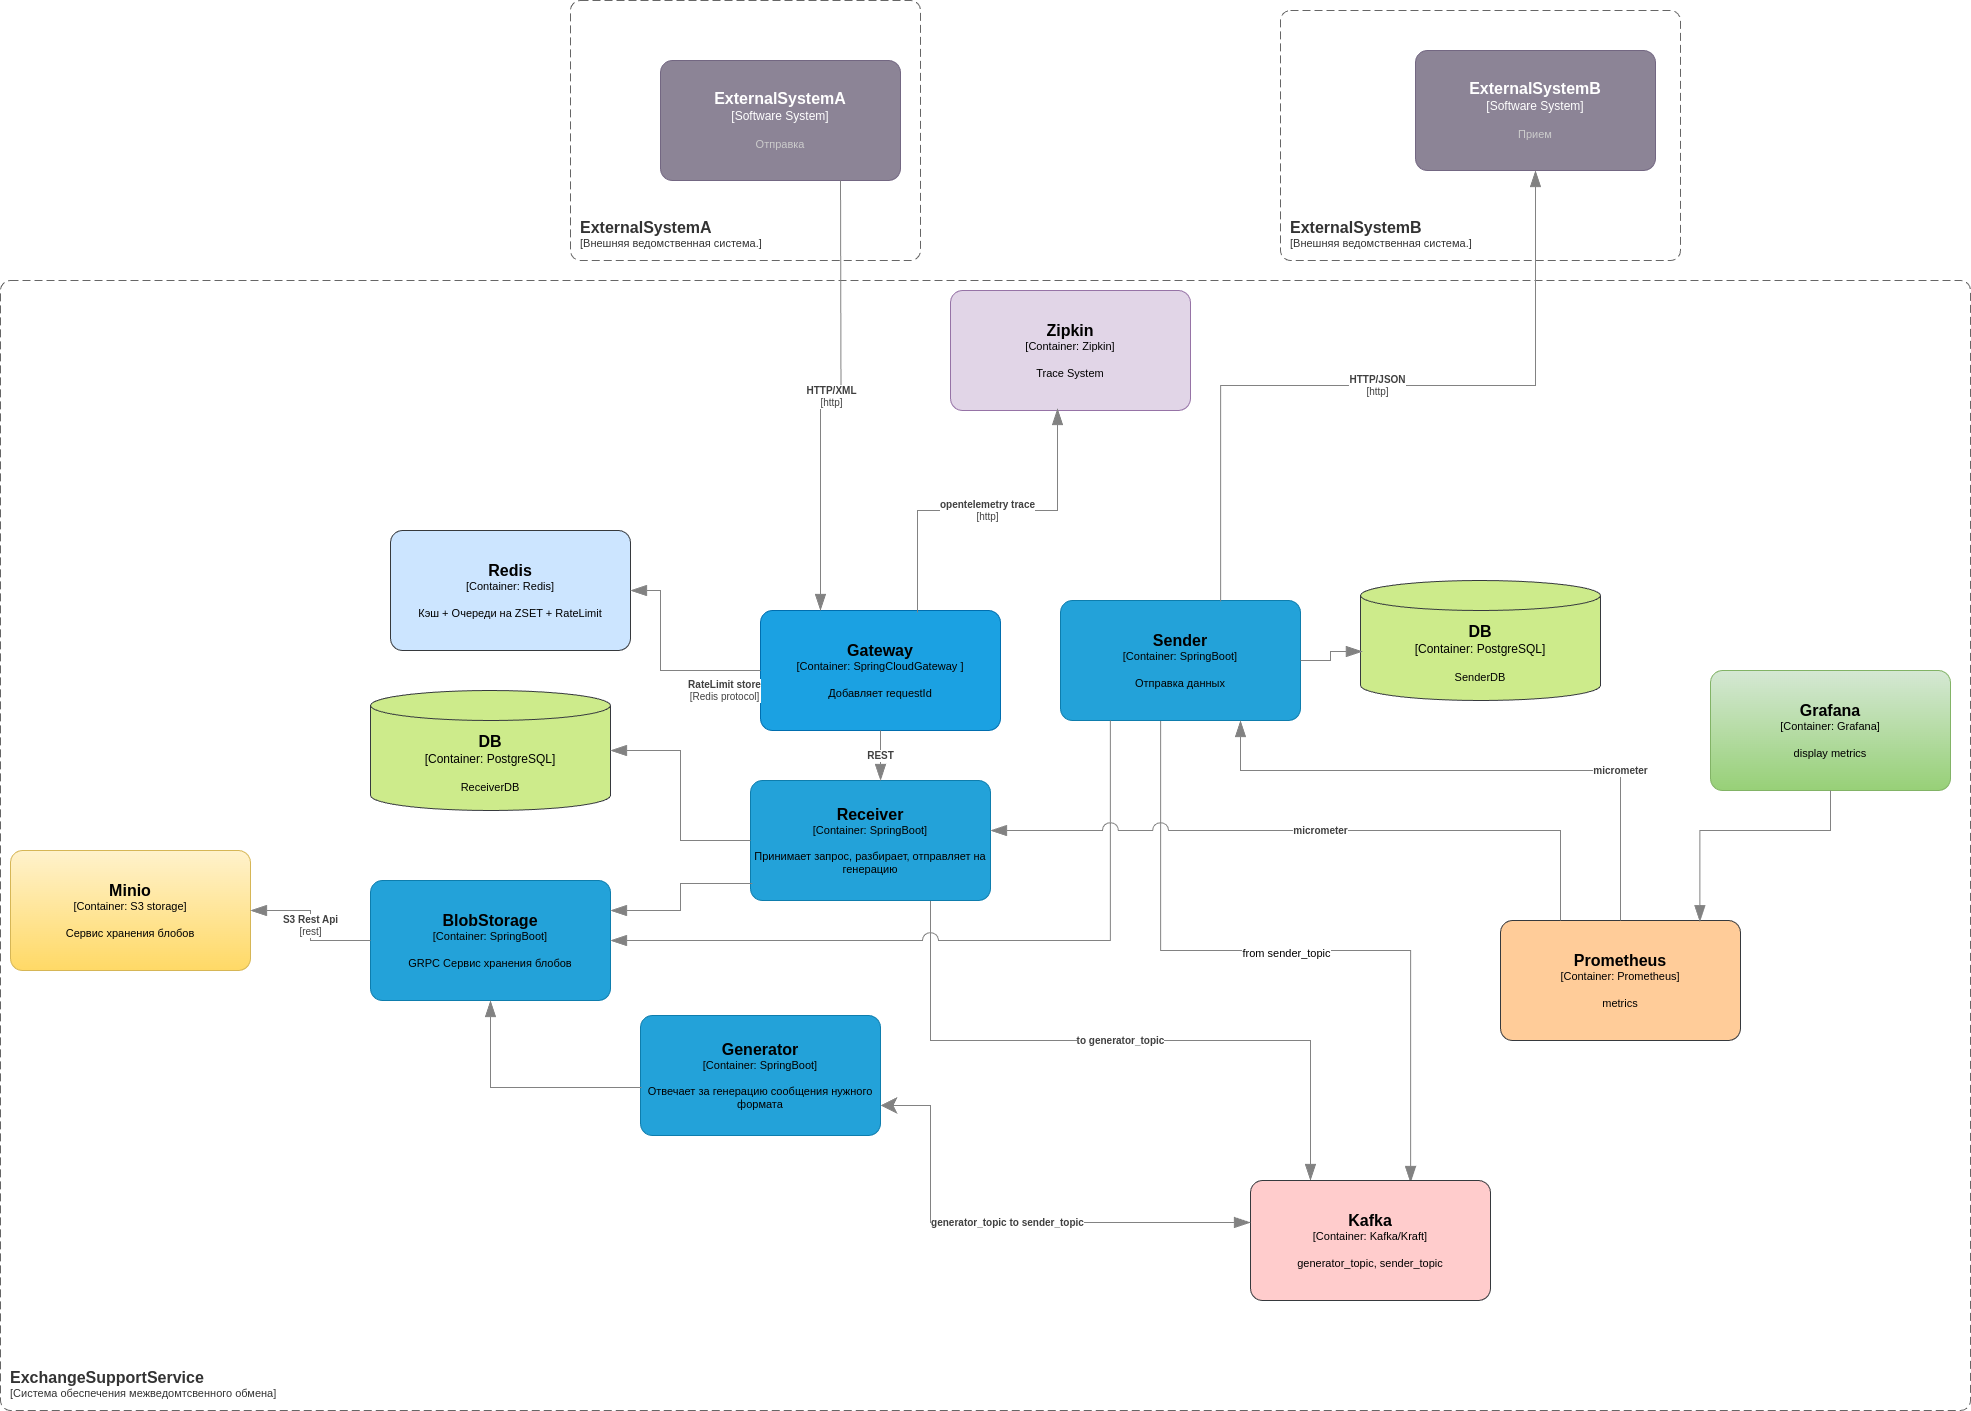 ExternalSystemA
[Software System]
Отправка
ExternalSystemA
[Внешняя ведомственная система.]
ExternalSystemB
[Software System]
Прием
ExternalSystemB
[Внешняя ведомственная система.]
Zipkin
[Container: Zipkin]
Trace System
HTTP/XML
[http]
HTTP/JSON
[http]
opentelemetry trace
[http]
Redis
[Container: Redis]
Кэш + Очереди на ZSET + RateLimit
Gateway
[Container: SpringCloudGateway ]
Добавляет requestId
RateLimit store
[Redis protocol]
Sender
[Container: SpringBoot]
Отправка данных
DB
[Container: PostgreSQL]
SenderDB
Grafana
[Container: Grafana]
display metrics
DB
[Container: PostgreSQL]
ReceiverDB
REST
micrometer
Receiver
[Container: SpringBoot]
Принимает запрос, разбирает, отправляет на
генерацию
micrometer
Minio
[Container: S3 storage]
Сервис хранения блобов
S3 Rest Api
[rest]
BlobStorage
[Container: SpringBoot]
GRPC Сервис хранения блобов
from sender_topic
Prometheus
[Container: Prometheus]
metrics
Generator
[Container: SpringBoot]
Отвечает за генерацию сообщения нужного
формата
to generator_topic
generator_topic to sender_topic
Kafka
[Container: Kafka/Kraft]
generator_topic, sender_topic
ExchangeSupportService
[Система обеспечения межведомтсвенного обмена]